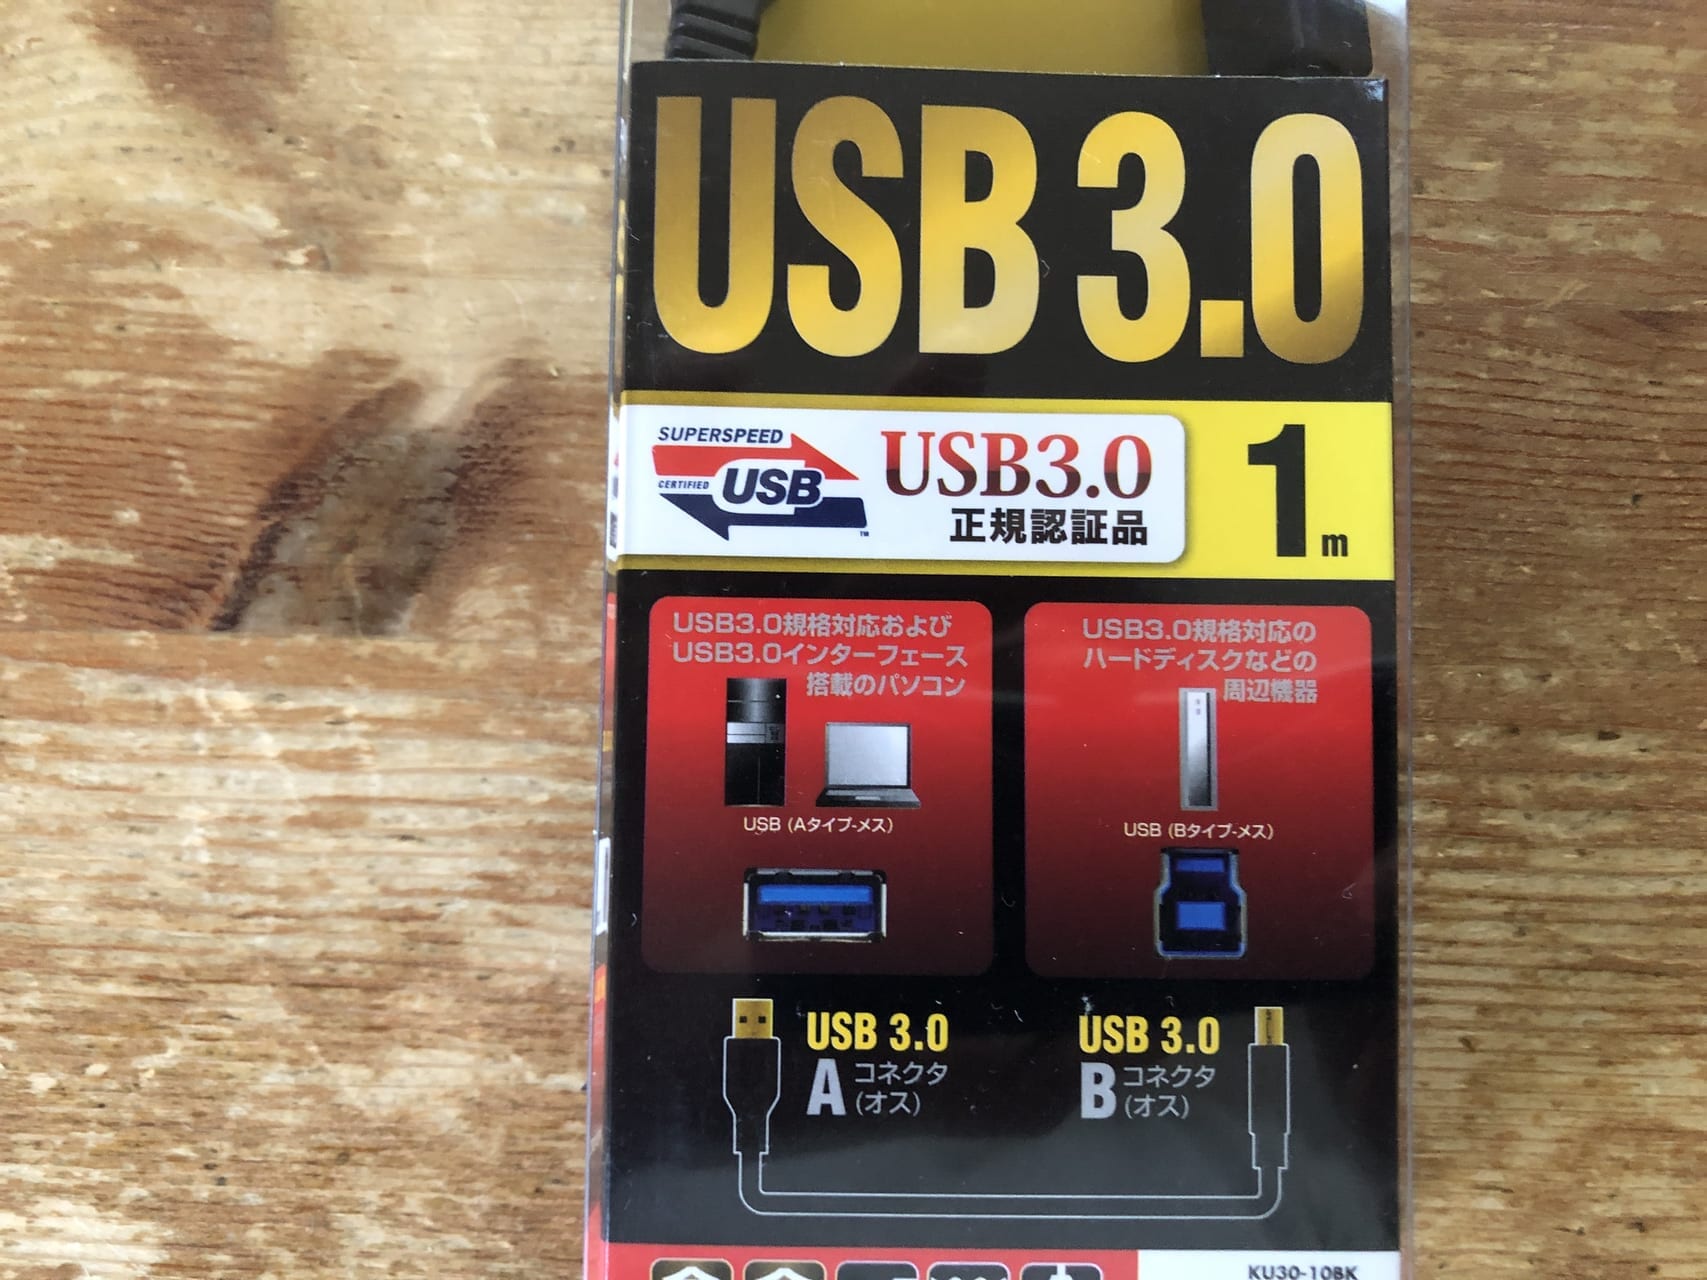 USB 3.0
SUPERSPEED
CERTIFIED
USB
TM
USB3.0
正規認証品
1m
USB3.0規格対応および
USB3.0インターフェース
搭載のパソコン
USB (Aタイプ-メス)
USB3.0規格対応の
ハードディスクなどの
周辺機器
USB (Bタイプ-メス)
USB 3.0
A コネクタ
(オス)
USB 3.0
B コネクタ
(オス)
KU30-10BK